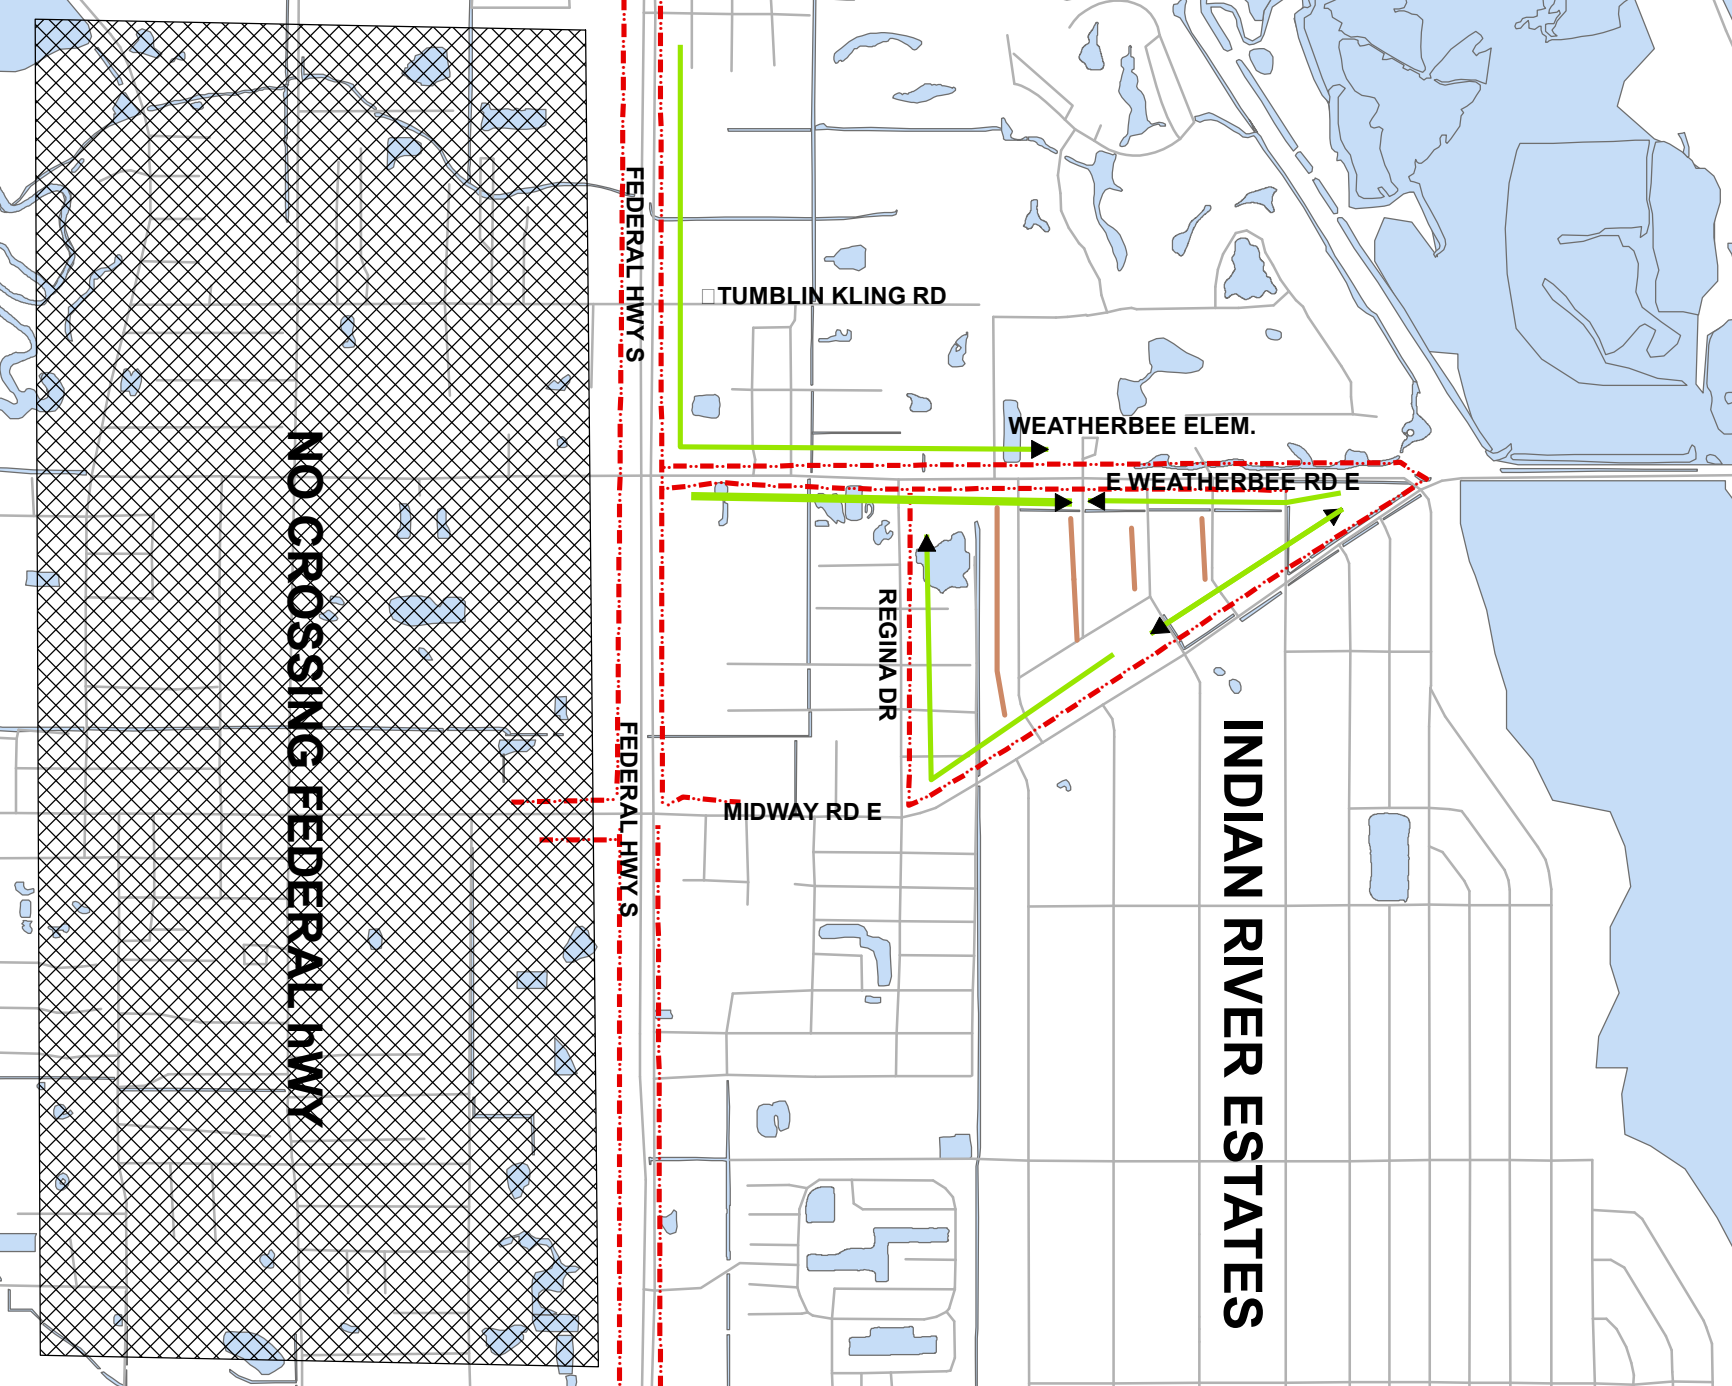 FEDERAL HWY S
□TUMBLIN KLING RD
WEATHERBEE ELEM.
E WEATHERBEE RD E
NO CROSSING FEDERAL hWY
REGINA DR
FEDERAL HWY S
MIDWAY RD E
INDIAN RIVER ESTATES